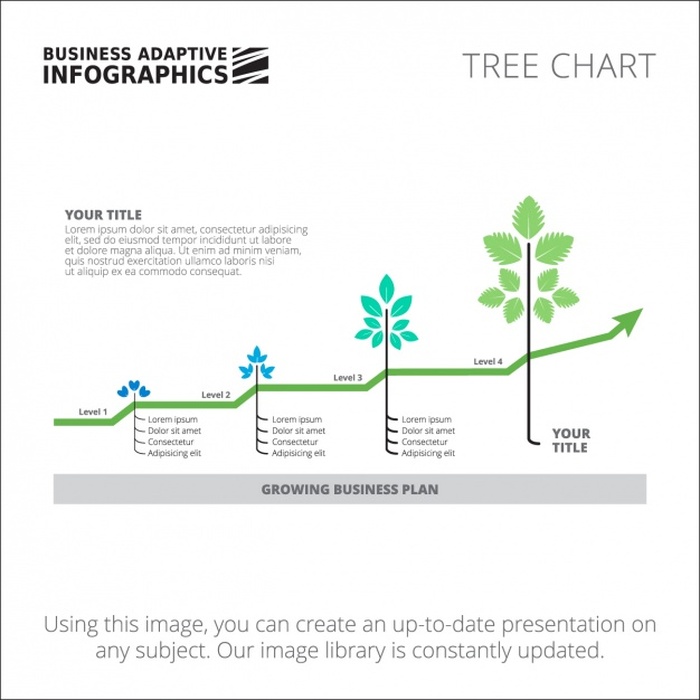 BUSINESS ADAPTIVE
INFOGRAPHICS
TREE CHART
YOUR TITLE
Lorem ipsum dolor sit amet, consectetur adipisicing
elit, sed do eiusmod tempor incididunt ut labore
et dolore magna aliqua. Ut enim ad minim veniam,
quis nostrud exercitation ullamco laboris nisi
ut aliquip ex ea commodo consequat.
Level 1
Level 2
Level 3
Level 4
Lorem ipsum
Dolor sit amet
Consectetur
Adipisicing elit
Lorem ipsum
Dolor sit amet
Consectetur
Adipisicing elit
Lorem ipsum
Dolor sit amet
Consectetur
Adipisicing elit
YOUR
TITLE
GROWING BUSINESS PLAN
Using this image, you can create an up-to-date presentation on
any subject. Our image library is constantly updated.